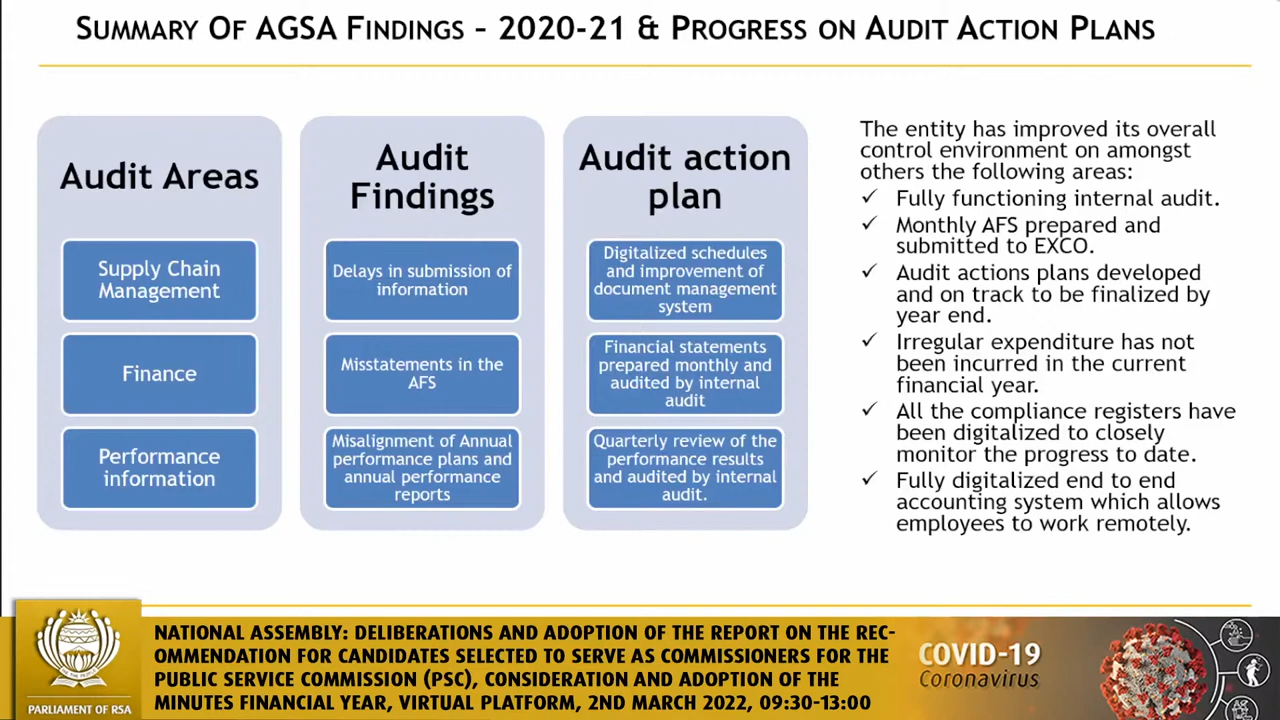 SUMMARY OF AGSA FINDINGS – 2020-21 & PROGRESS ON AUDIT ACTION PLANS
Audit Areas
Supply Chain
Management
Finance
Performance
information
Audit
Findings
Delays in submission of
information
Misstatements in the
AFS
Misalignment of Annual
performance plans and
annual performance
reports
Audit action
plan
Digitalized schedules
and improvement of
document management
system
Financial statements
prepared monthly and
audited by internal
audit
Quarterly review of the
performance results
and audited by internal
audit.
The entity has improved its overall
control environment on amongst
others the following areas:
✓ Fully functioning internal audit.
✓ Monthly AFS prepared and
submitted to EXCO.
✓ Audit actions plans developed
and on track to be finalized by
year end.
✓ Irregular expenditure has not
been incurred in the current
financial year.
✓ All the compliance registers have
been digitalized to closely
monitor the progress to date.
✓ Fully digitalized end to end
accounting system which allows
employees to work remotely.
PARLIAMENT OF RSA
NATIONAL ASSEMBLY: DELIBERATIONS AND ADOPTION OF THE REPORT ON THE REC-
OMMENDATION FOR CANDIDATES SELECTED TO SERVE AS COMMISSIONERS FOR THE
PUBLIC SERVICE COMMISSION (PSC), CONSIDERATION AND ADOPTION OF THE
MINUTES FINANCIAL YEAR, VIRTUAL PLATFORM, 2ND MARCH 2022, 09:30-13:00
COVID-19
Coronavirus